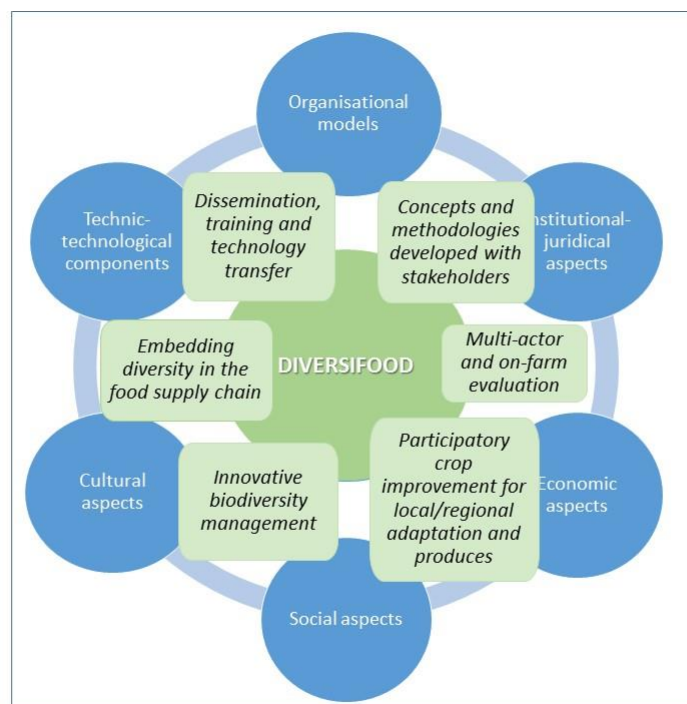 Organisational
models
Dissemination,
training and
technology
transfer
Concepts and
methodologies
developed with
stakeholders
Technic-
technological
components
nstitutional-
juridical
aspects
Embedding
diversity in the
food supply chain
DIVERSIFOOD
Multi-actor
and on-farm
evaluation
Cultural
aspects
Innovative
biodiversity
management
Participatory
crop
improvement for
local/regional
adaptation and
produces
Economic
aspects
Social aspects